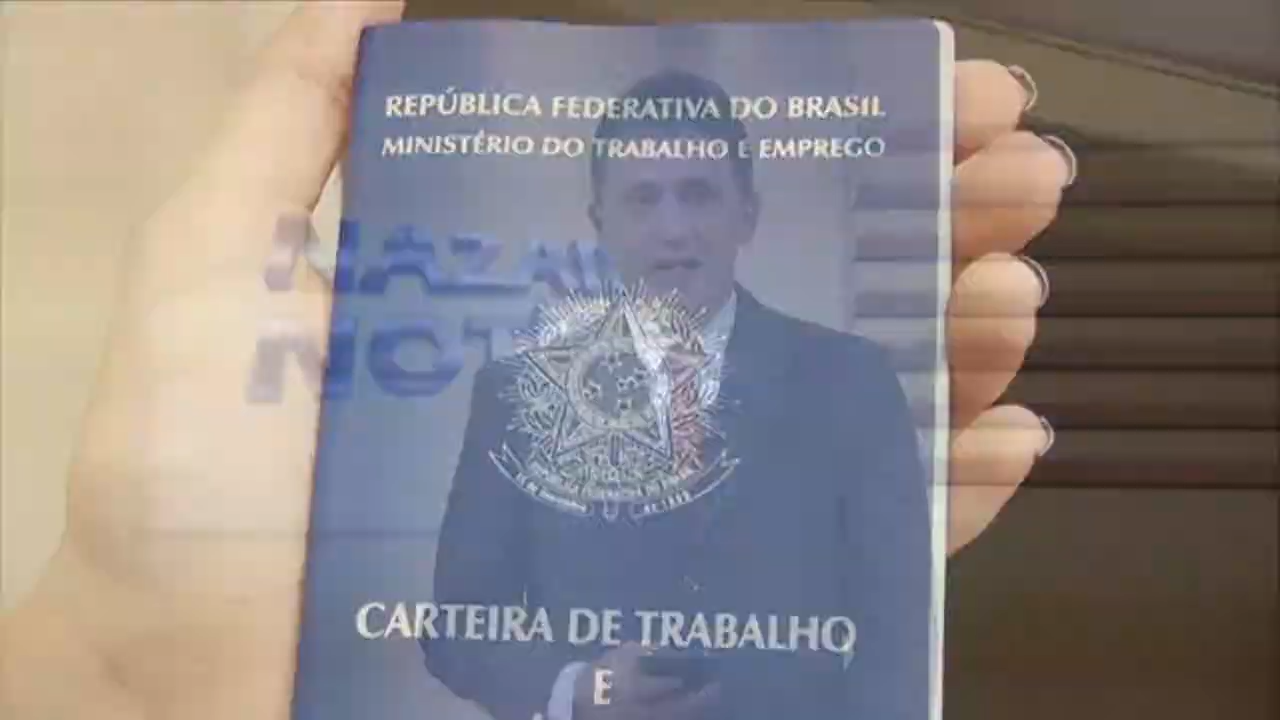 REPÚBLICA FEDERATIVA DO BRASIL
MINISTÉRIO DO TRABALHO E EMPREGO
CARTEIRA DE TRABALHO
E